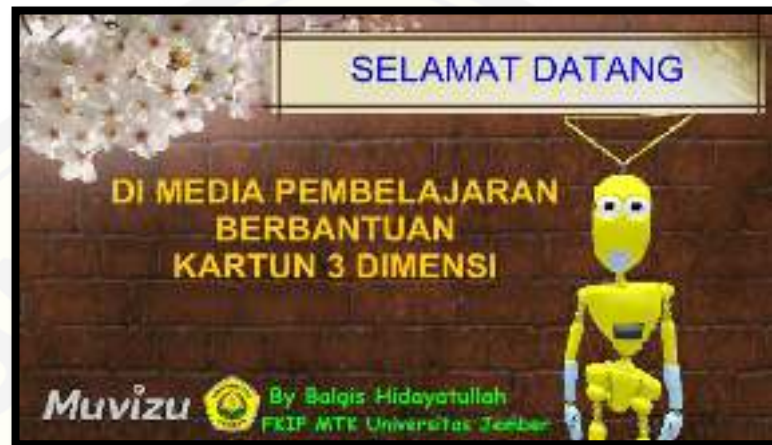 SELAMAT DATANG
DI MEDIA PEMBELAJARAN
BERBANTUAN
KARTUN 3 DIMENSI
Muvizu
By Balqis Hidayatullah
FKIP MTK Universitas Jember